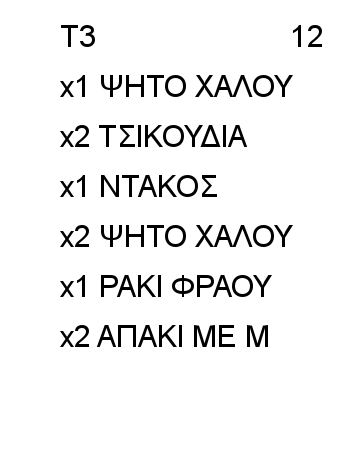 T3 12
x1 ΨΗΤΟ ΧΑΛΟΥ
x2 ΤΣΙΚΟΥΔΙΑ
x1 ΝΤΑΚΟΣ
x2 ΨΗΤΟ ΧΑΛΟΥ
x1 ΡΑΚΙ ΦΡΑΟΥ
x2 ΑΠΑΚΙ ΜΕ Μ